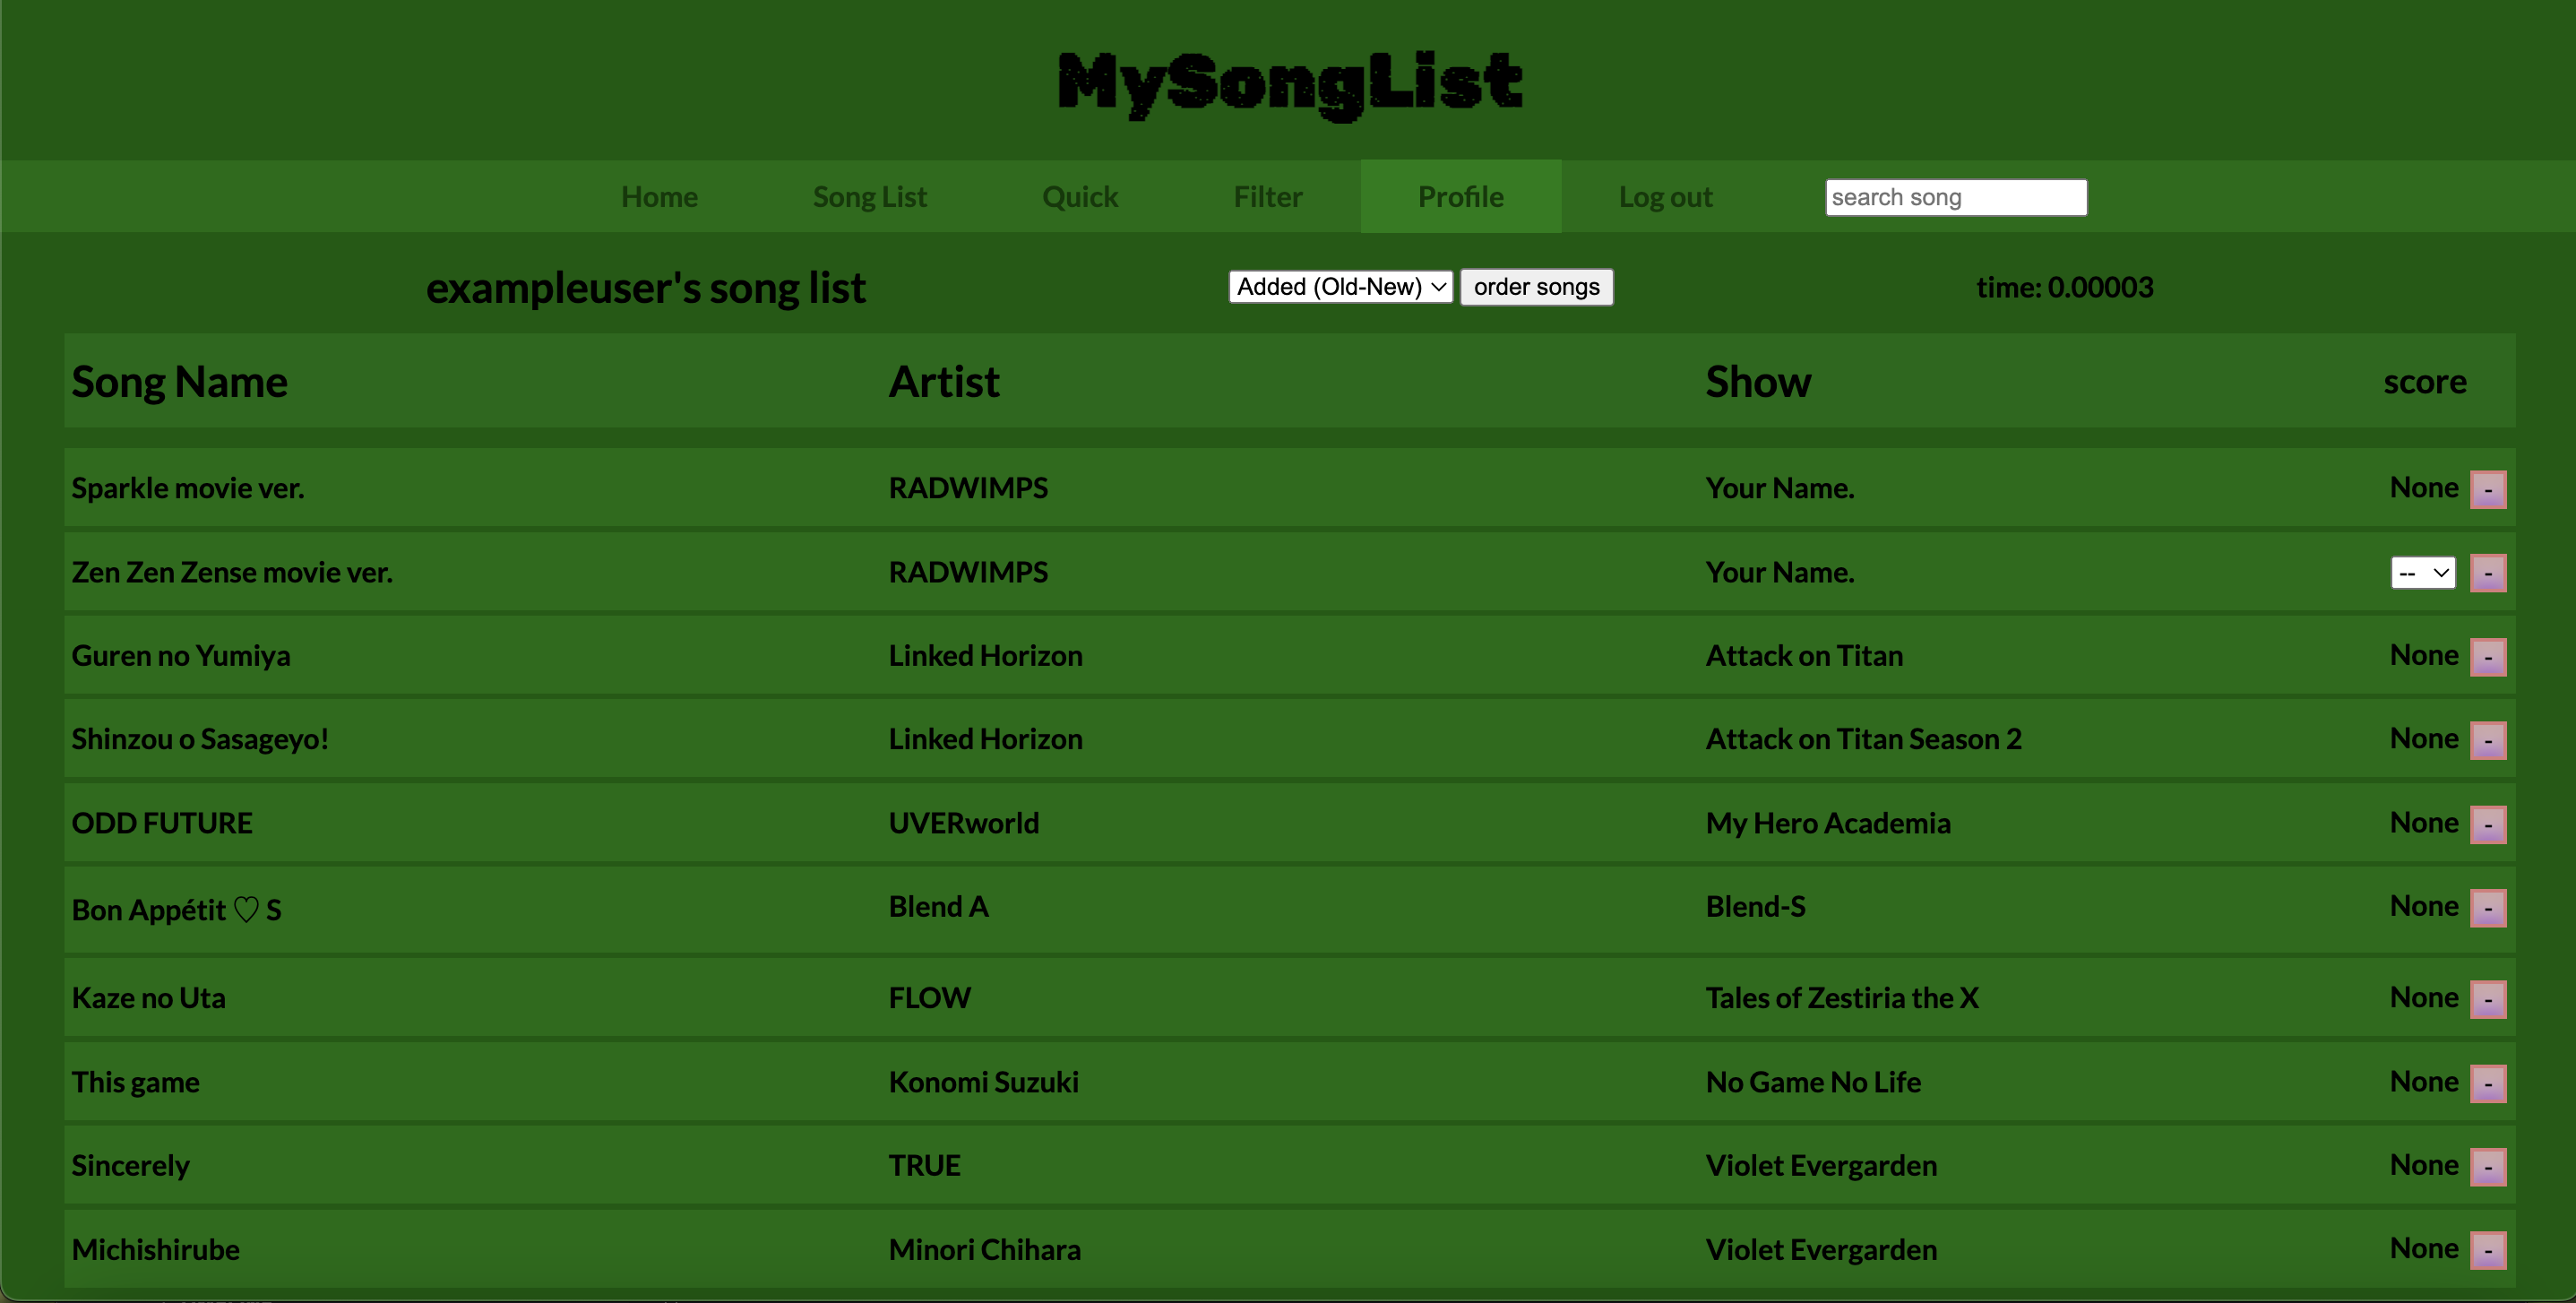 MySongList
Home Song List Quick Filter Profile Log out search song
exampleuser's song list Added (Old-New) order songs time: 0.00003
Song Name Artist Show score
Sparkle movie ver. RADWIMPS Your Name. None -
Zen Zen Zense movie ver. RADWIMPS Your Name. -- -
Guren no Yumiya Linked Horizon Attack on Titan None -
Shinzou o Sasageyo! Linked Horizon Attack on Titan Season 2 None -
ODD FUTURE UVERworld My Hero Academia None -
Bon Appétit ♡ S Blend A Blend-S None -
Kaze no Uta FLOW Tales of Zestiria the X None -
This game Konomi Suzuki No Game No Life None -
Sincerely TRUE Violet Evergarden None -
Michishirube Minori Chihara Violet Evergarden None -